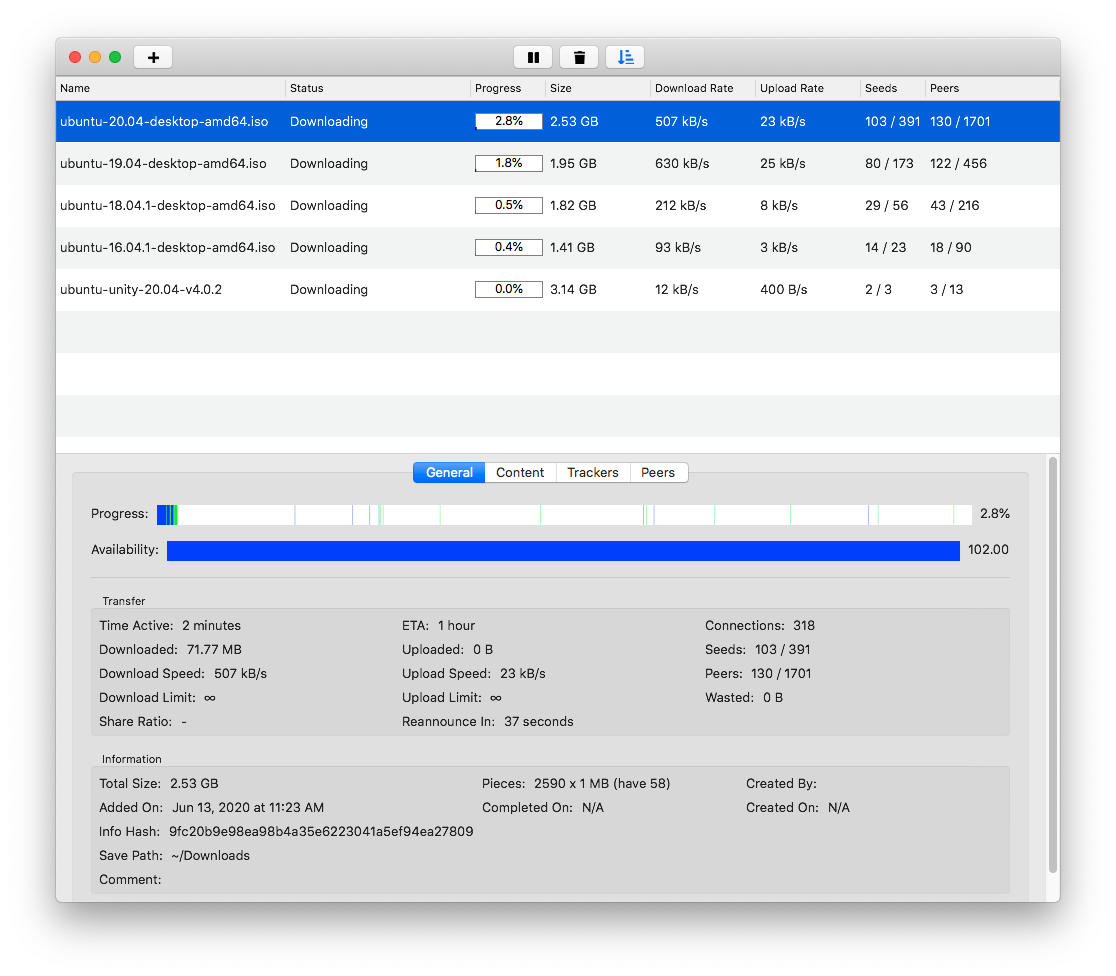 Name Status Progress Size Download Rate Upload Rate Seeds Peers
ubuntu-20.04-desktop-amd64.iso Downloading 2.8% 2.53 GB 507 kB/s 23 kB/s 103 / 391 130 / 1701
ubuntu-19.04-desktop-amd64.iso Downloading 1.8% 1.95 GB 630 kB/s 25 kB/s 80 / 173 122 / 456
ubuntu-18.04.1-desktop-amd64.iso Downloading 0.5% 1.82 GB 212 kB/s 8 kB/s 29 / 56 43 / 216
ubuntu-16.04.1-desktop-amd64.iso Downloading 0.4% 1.41 GB 93 kB/s 3 kB/s 14 / 23 18 / 90
ubuntu-unity-20.04-v4.0.2 Downloading 0.0% 3.14 GB 12 kB/s 400 B/s 2 / 3 3 / 13
General Content Trackers Peers
Progress: 2.8%
Availability: 102.00
Transfer
Time Active: 2 minutes ETA: 1 hour Connections: 318
Downloaded: 71.77 MB Uploaded: 0 B Seeds: 103 / 391
Download Speed: 507 kB/s Upload Speed: 23 kB/s Peers: 130 / 1701
Download Limit: ∞ Upload Limit: ∞ Wasted: 0 B
Share Ratio: - Reannounce In: 37 seconds
Information
Total Size: 2.53 GB Pieces: 2590 x 1 MB (have 58) Created By:
Added On: Jun 13, 2020 at 11:23 AM Completed On: N/A Created On: N/A
Info Hash: 9fc20b9e98ea98b4a35e6223041a5ef94ea27809
Save Path: ~/Downloads
Comment: